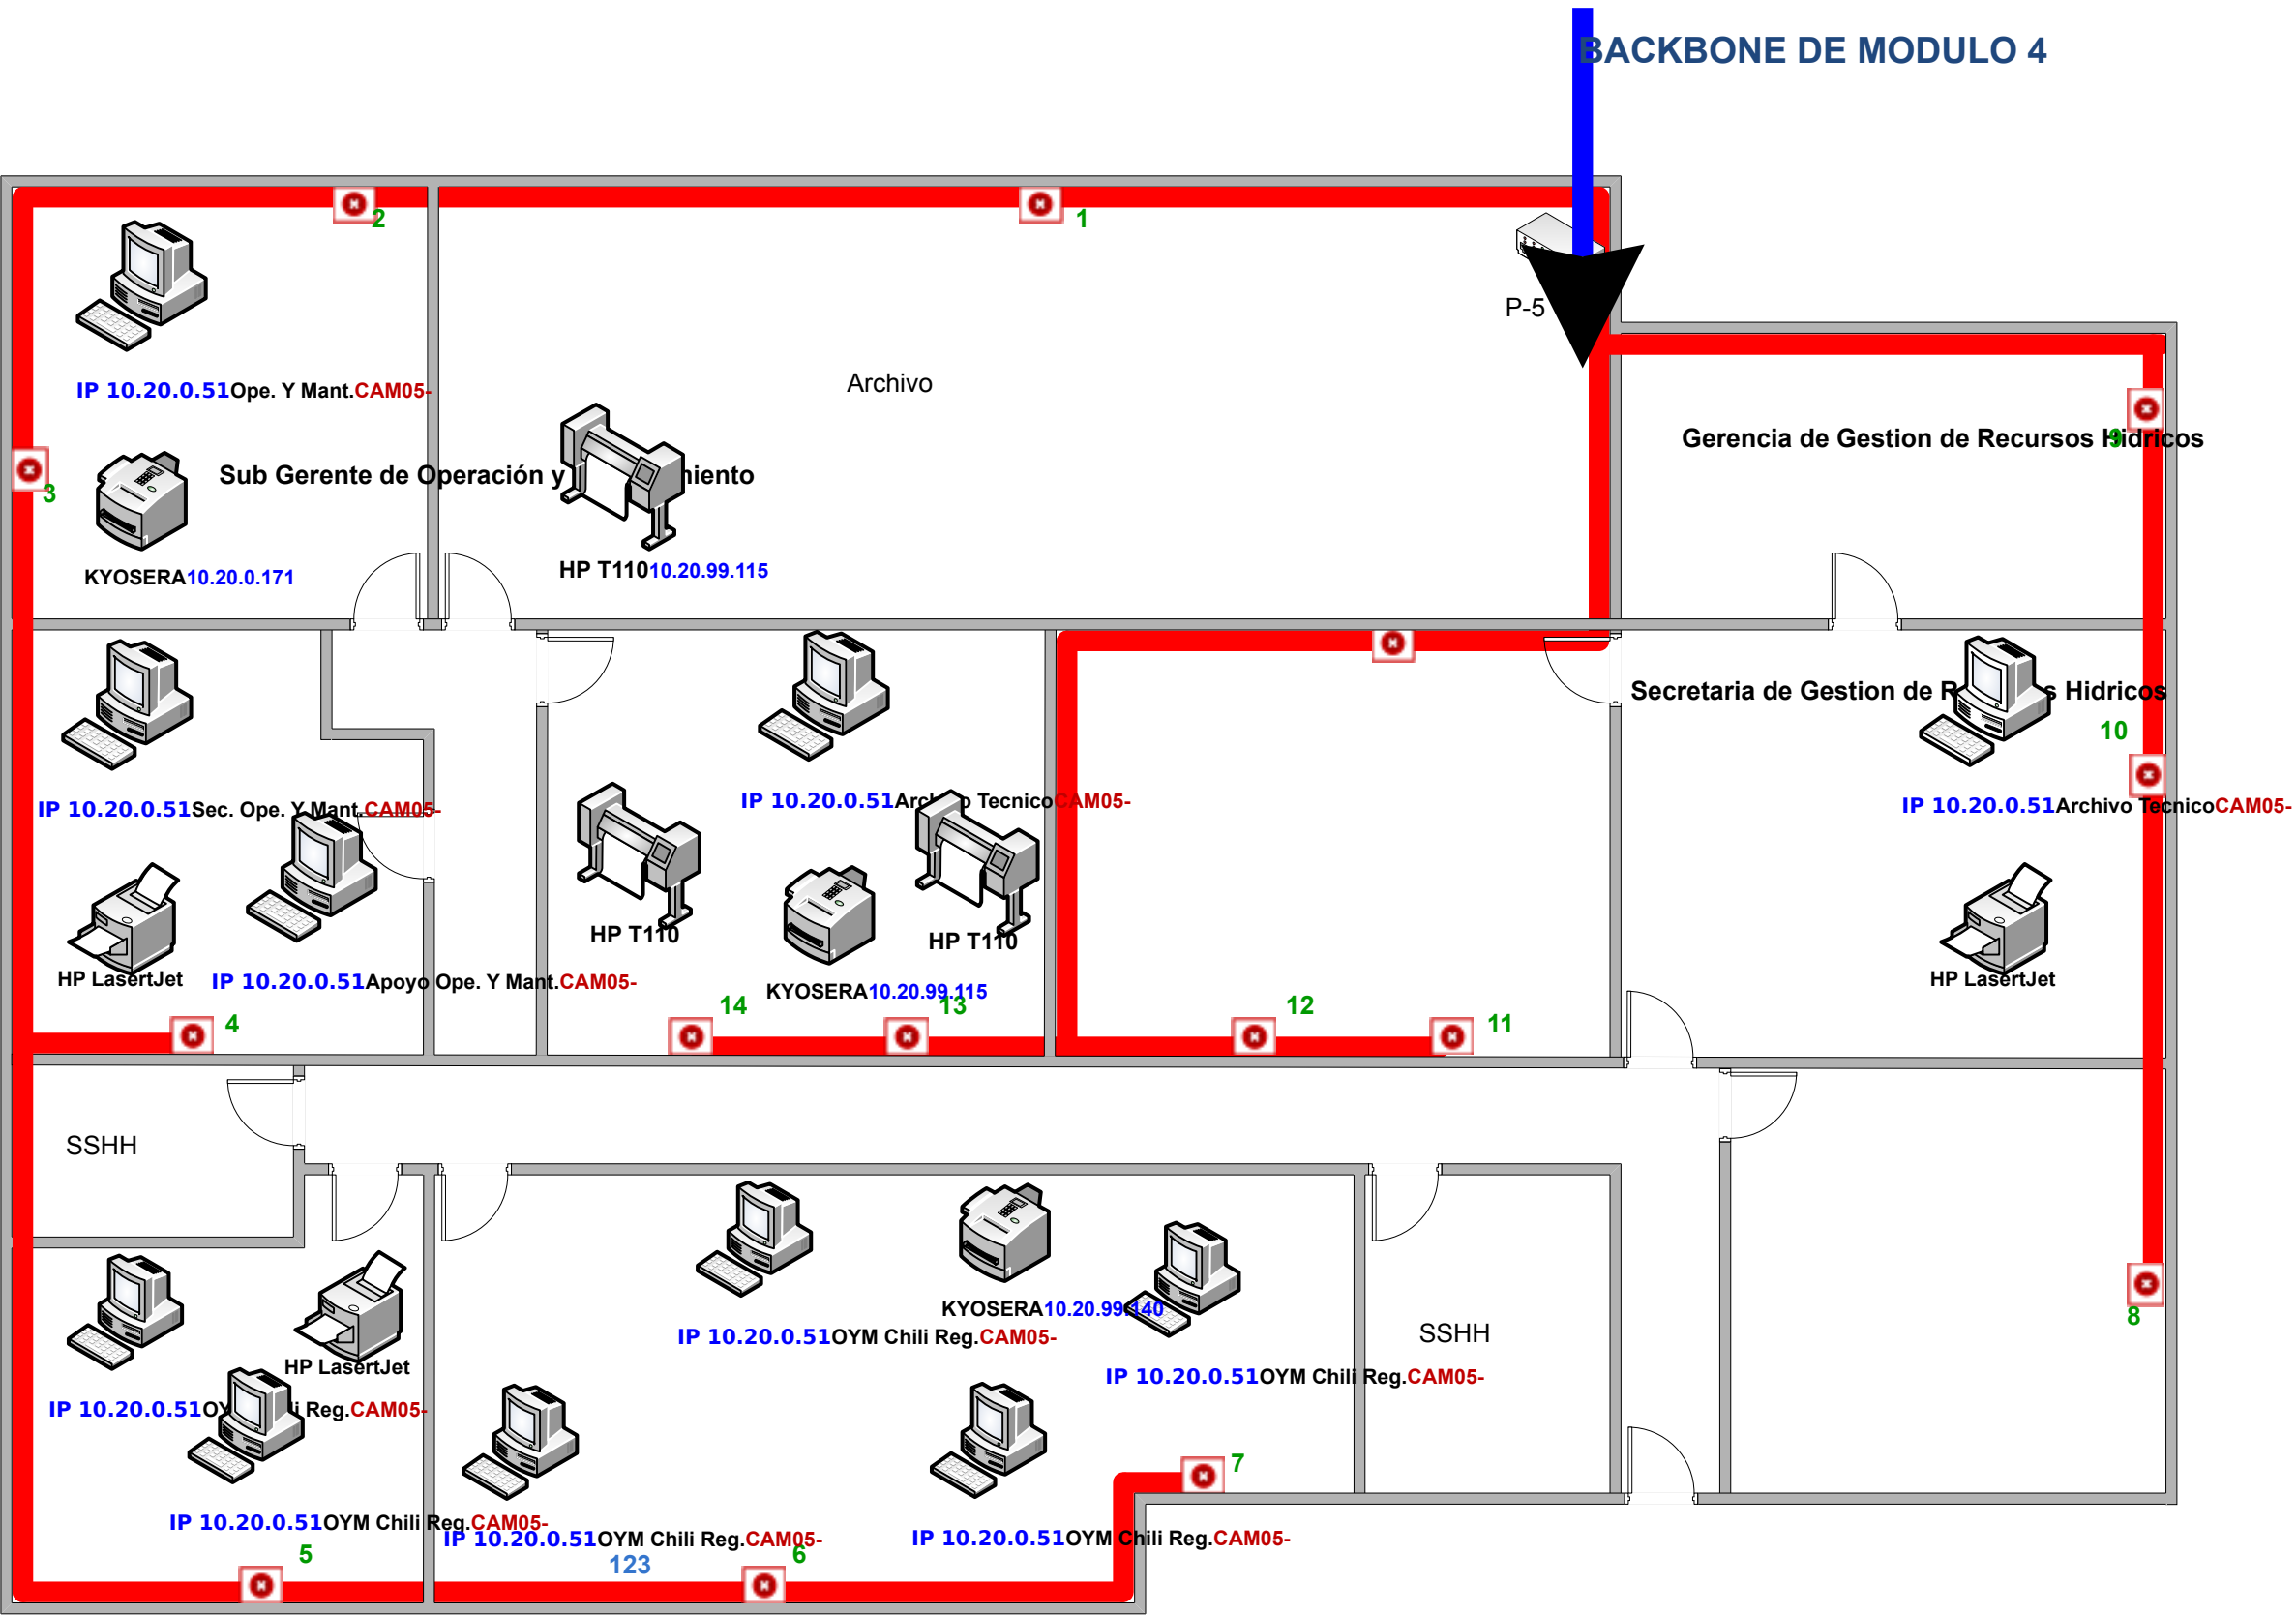 BACKBONE DE MODULO 4
2
1
P-5
Archivo
IP 10.20.0.51Ope. Y Mant.CAM05-
Gerencia de Gestion de Recursos Hidricos
9
3
Sub Gerente de Operación y
KYOSERA10.20.0.171
HP T11010.20.99.115
Secretaria de Gestion de Hidricos
10
IP 10.20.0.51Sec. Ope. Y Mant.CAM05-
IP 10.20.0.51Archivo TecnicoCAM05-
IP 10.20.0.51Archivo TecnicoCAM05-
HP T110
HP T110
HP LasertJet
IP 10.20.0.51Apoyo Ope. Y Mant.CAM05-
KYOSERA10.20.99.115
HP LasertJet
14
13
12
11
4
SSHH
KYOSERA10.20.99.140
IP 10.20.0.51OYM Chili Reg.CAM05-
SSHH
8
HP LasertJet
IP 10.20.0.51OYM Chili Reg.CAM05-
IP 10.20.0.51 Reg.CAM05-
7
IP 10.20.0.51OYM Chili Reg.CAM05-
IP 10.20.0.51OYM Chili Reg.CAM05-
IP 10.20.0.51OYM Chili Reg.CAM05-
5
123
6